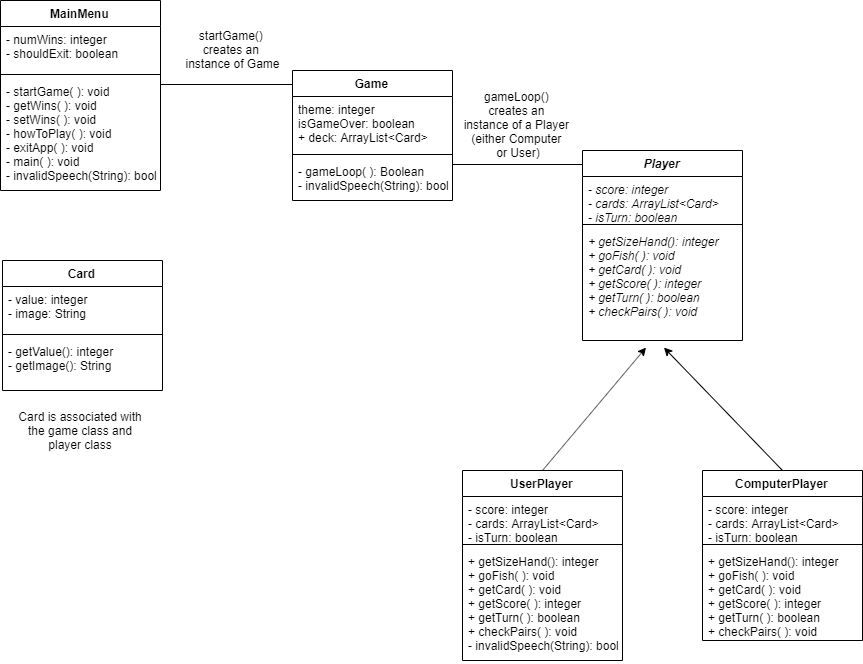 MainMenu
- numWins: integer
- shouldExit: boolean
- startGame( ): void
- getWins( ): void
- setWins( ): void
- howToPlay( ): void
- exitApp( ): void
- main( ): void
- invalidSpeech(String): bool
startGame()
creates an
instance of Game
Game
theme: integer
isGameOver: boolean
+ deck: ArrayList<Card>
- gameLoop( ): Boolean
- invalidSpeech(String): bool
gameLoop()
creates an
instance of a Player
(either Computer
or User)
Player
- score: integer
- cards: ArrayList<Card>
- isTurn: boolean
+ getSizeHand(): integer
+ goFish( ): void
+ getCard( ): void
+ getScore( ): integer
+ getTurn( ): boolean
+ checkPairs( ): void
Card
- value: integer
- image: String
- getValue(): integer
- getImage(): String
Card is associated with
the game class and
player class
UserPlayer
- score: integer
- cards: ArrayList<Card>
- isTurn: boolean
+ getSizeHand(): integer
+ goFish( ): void
+ getCard( ): void
+ getScore( ): integer
+ getTurn( ): boolean
+ checkPairs( ): void
- invalidSpeech(String): bool
ComputerPlayer
- score: integer
- cards: ArrayList<Card>
- isTurn: boolean
+ getSizeHand(): integer
+ goFish( ): void
+ getCard( ): void
+ getScore( ): integer
+ getTurn( ): boolean
+ checkPairs( ): void